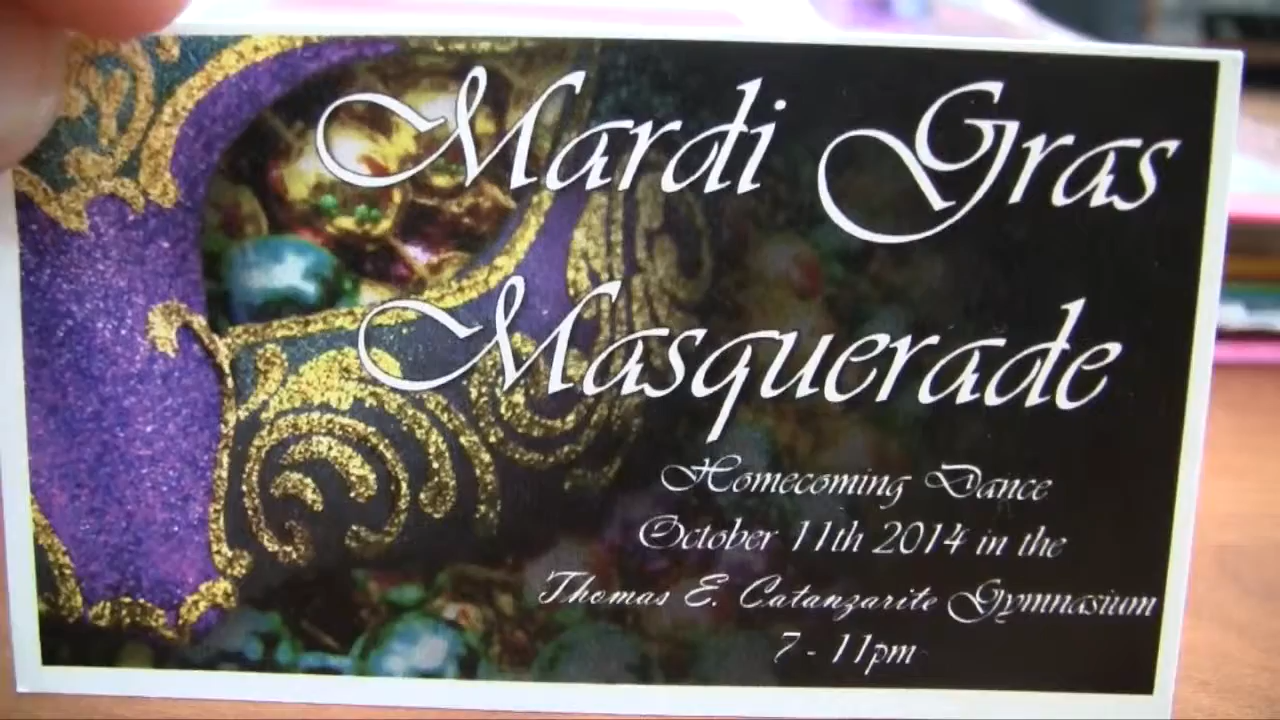 Mardi Gras
Masquerade
Homecoming Dance
October 11th 2014 in the
Thomas E. Catanzarite Gymnasium
7 - 11pm